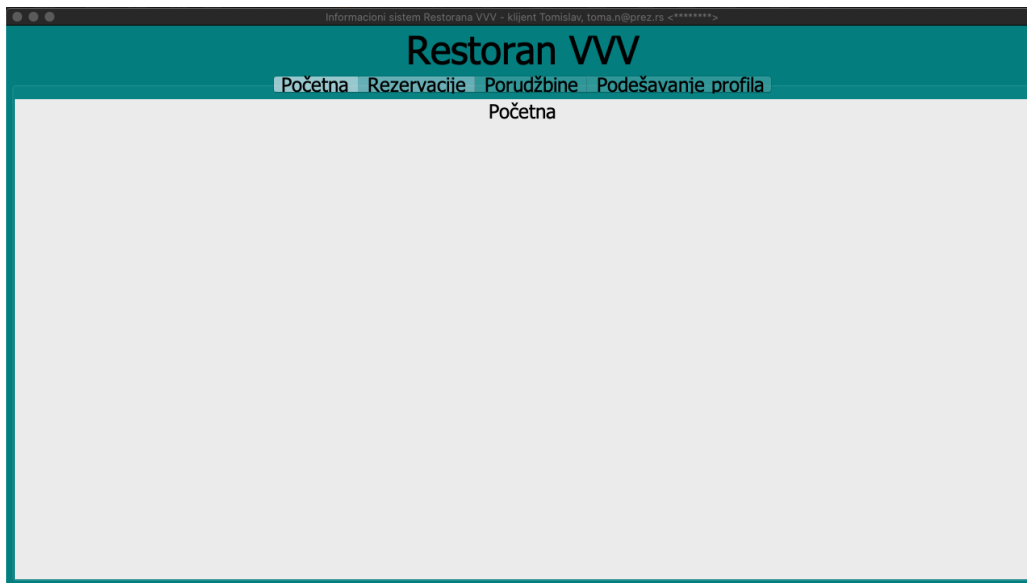 Informacioni sistem Restorana VVV - klijent Tomislav, toma.n@prez.rs <********>
Restoran VVV
Početna Rezervacije Porudžbine Podešavanje profila
Početna